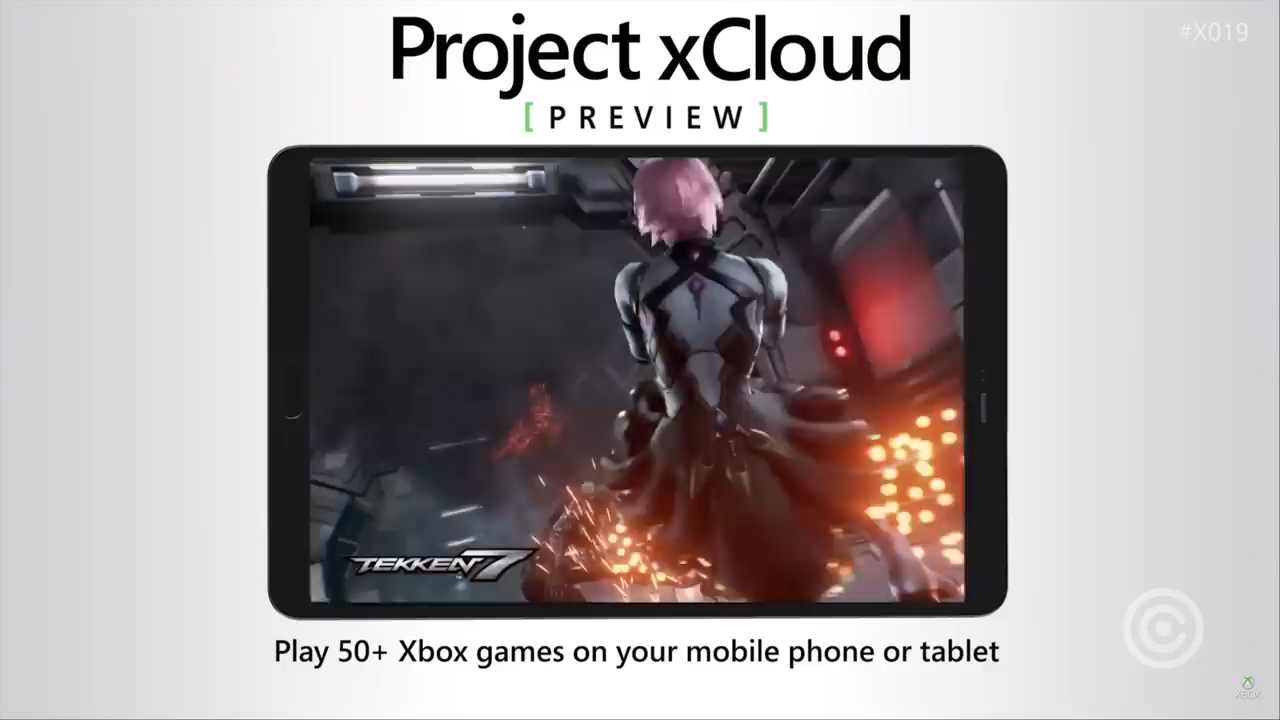 Project xCloud
#X019
[ PREVIEW ]
TEKKEN 7
Play 50+ Xbox games on your mobile phone or tablet
©
XBOX